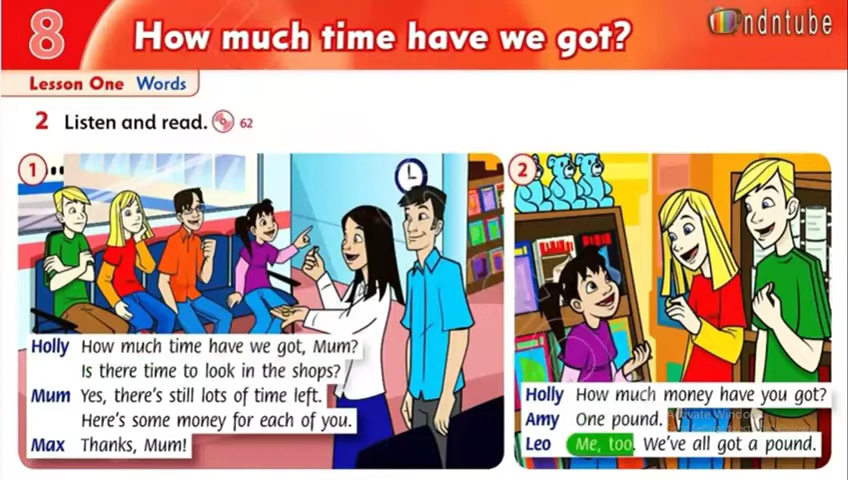 8
How much time have we got?
ndntube
Lesson One Words
2 Listen and read. 62
1
Holly How much time have we got, Mum?
Is there time to look in the shops?
Mum Yes, there's still lots of time left.
Here's some money for each of you.
Max Thanks, Mum!
2
Holly How much money have you got?
Amy One pound.
Activate Windows
Leo Me, too. We've all got a pound.